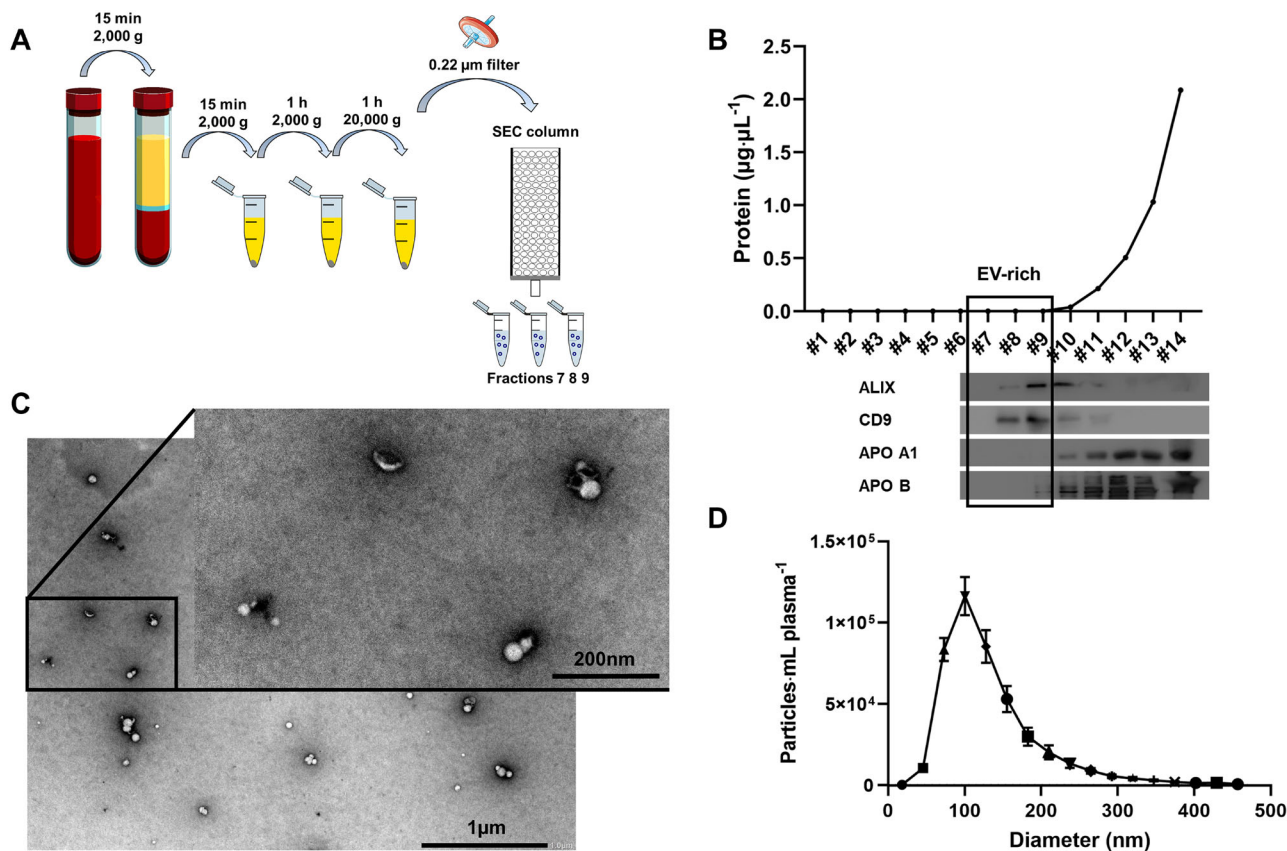 A
15 min
2,000 g
15 min
2,000 g
1 h
2,000 g
1 h
20,000 g
0.22 µm filter
SEC column
Fractions 7 8 9
B
Protein (µg·µL⁻¹)
2.5
2.0
1.5
1.0
0.5
0.0
EV-rich
#1
#2
#3
#4
#5
#6
#7
#8
#9
#10
#11
#12
#13
#14
ALIX
CD9
APO A1
APO B
C
200nm
1µm
1.0µm
D
Particles·mL plasma⁻¹
1.5×10⁵
1×10⁵
5×10⁴
0
0
100
200
300
400
500
Diameter (nm)